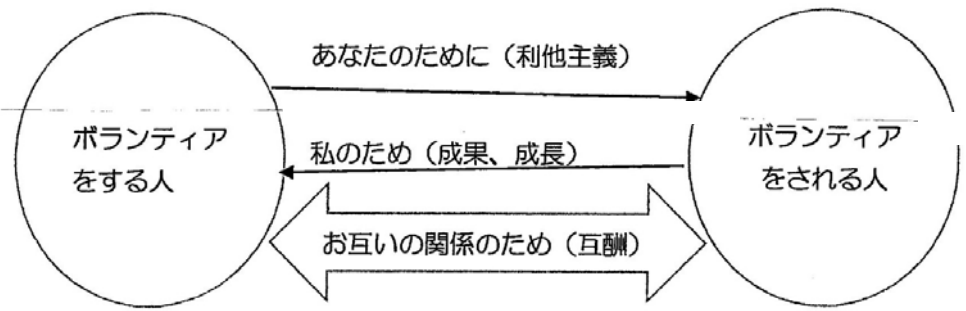 あなたのために（利他主義）
ボランティア
をする人
ボランティア
をされる人
私のため（成果、成長）
お互いの関係のため（互酬）